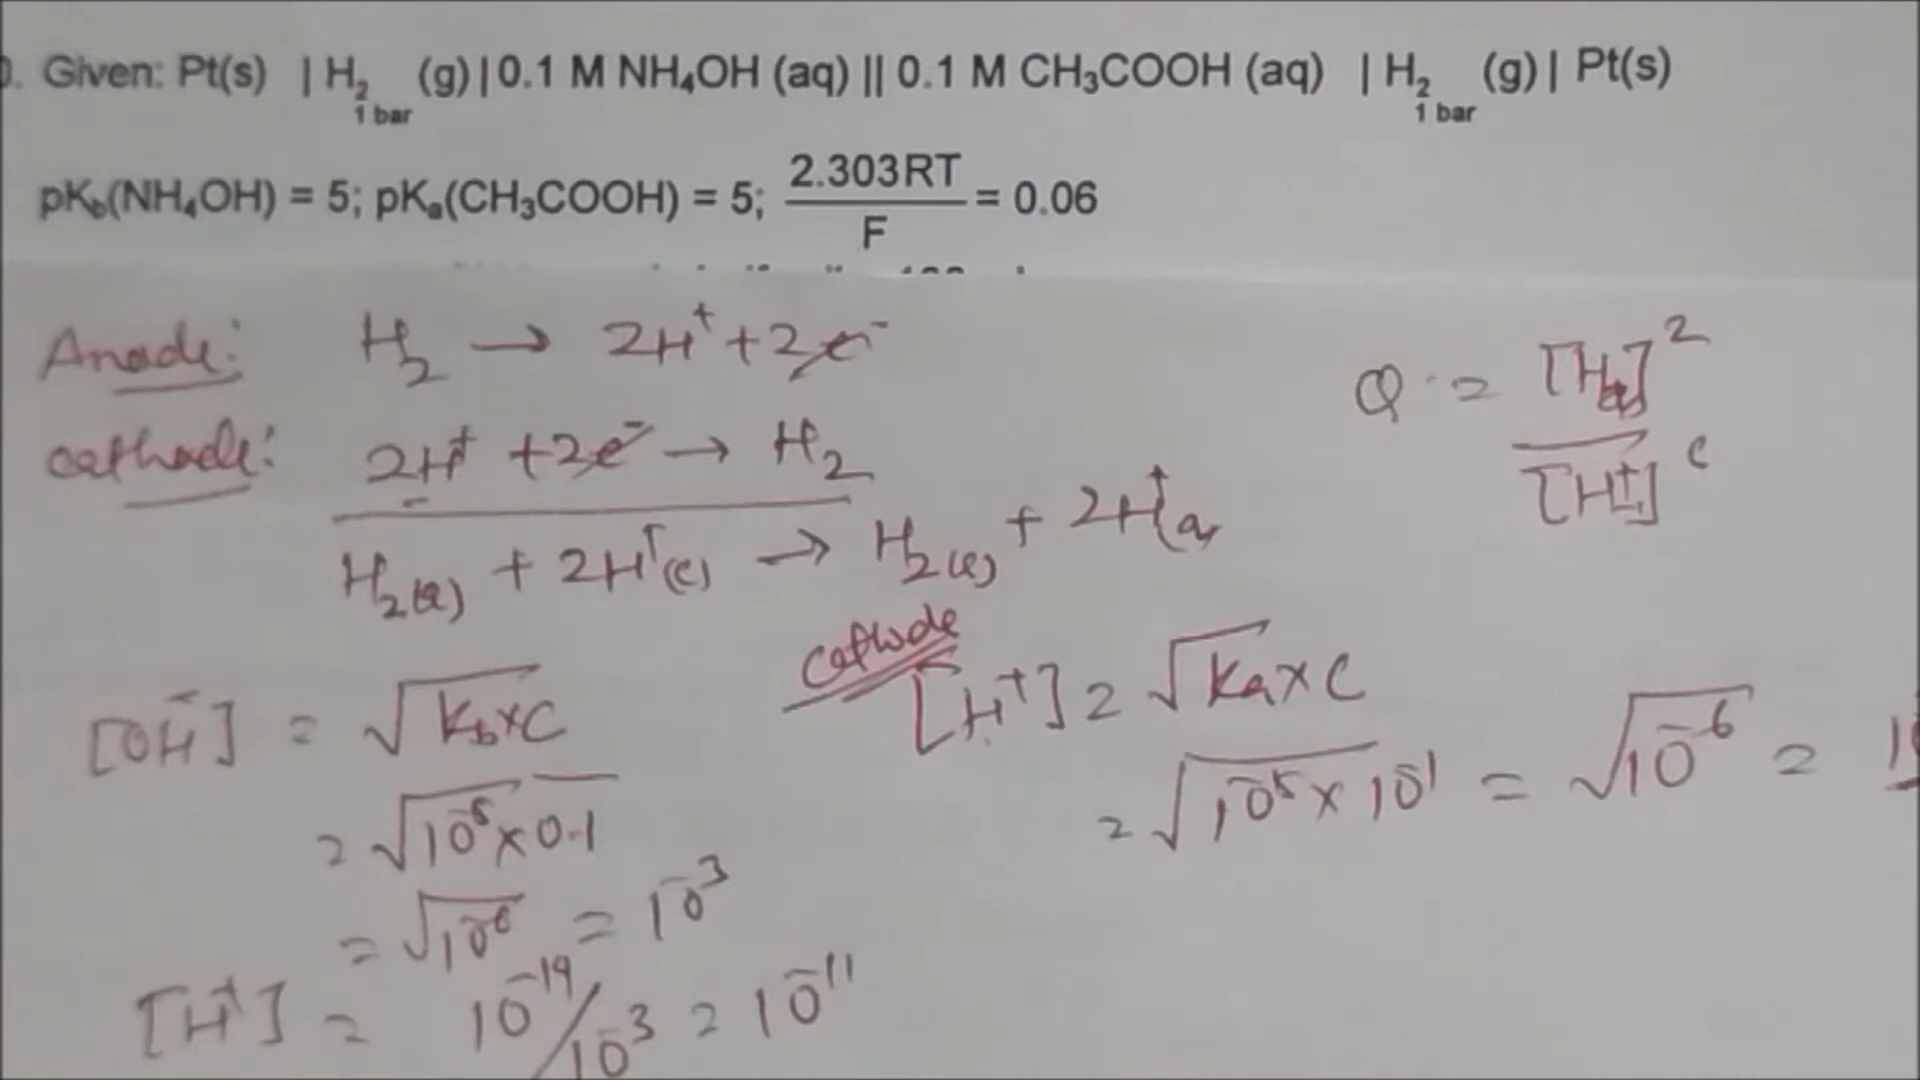 ). Given: Pt(s) | H₂ (g) | 0.1 M NH₄OH (aq) || 0.1 M CH₃COOH (aq) | H₂ (g) | Pt(s)
1 bar 1 bar
pK_b(NH₄OH) = 5; pKₐ(CH₃COOH) = 5; 2.303RT/F = 0.06
Anode: H₂ → 2H⁺ + 2e⁻
cathode: 2H⁺ + 2e⁻ → H₂
H₂(a) + 2H⁺(c) → H₂(c) + 2H⁺a
Q = [H⁺a]²/[H⁺] c
[OH⁻] = √Kb×C
= √10⁻⁵×0.1
= √10⁻⁶ = 10⁻³
[H⁺] = 10⁻¹⁴/10⁻³ = 10⁻¹¹
Cathode
[H⁺] = √Ka×C
= √10⁻⁵×10⁻¹ = √10⁻⁶ =